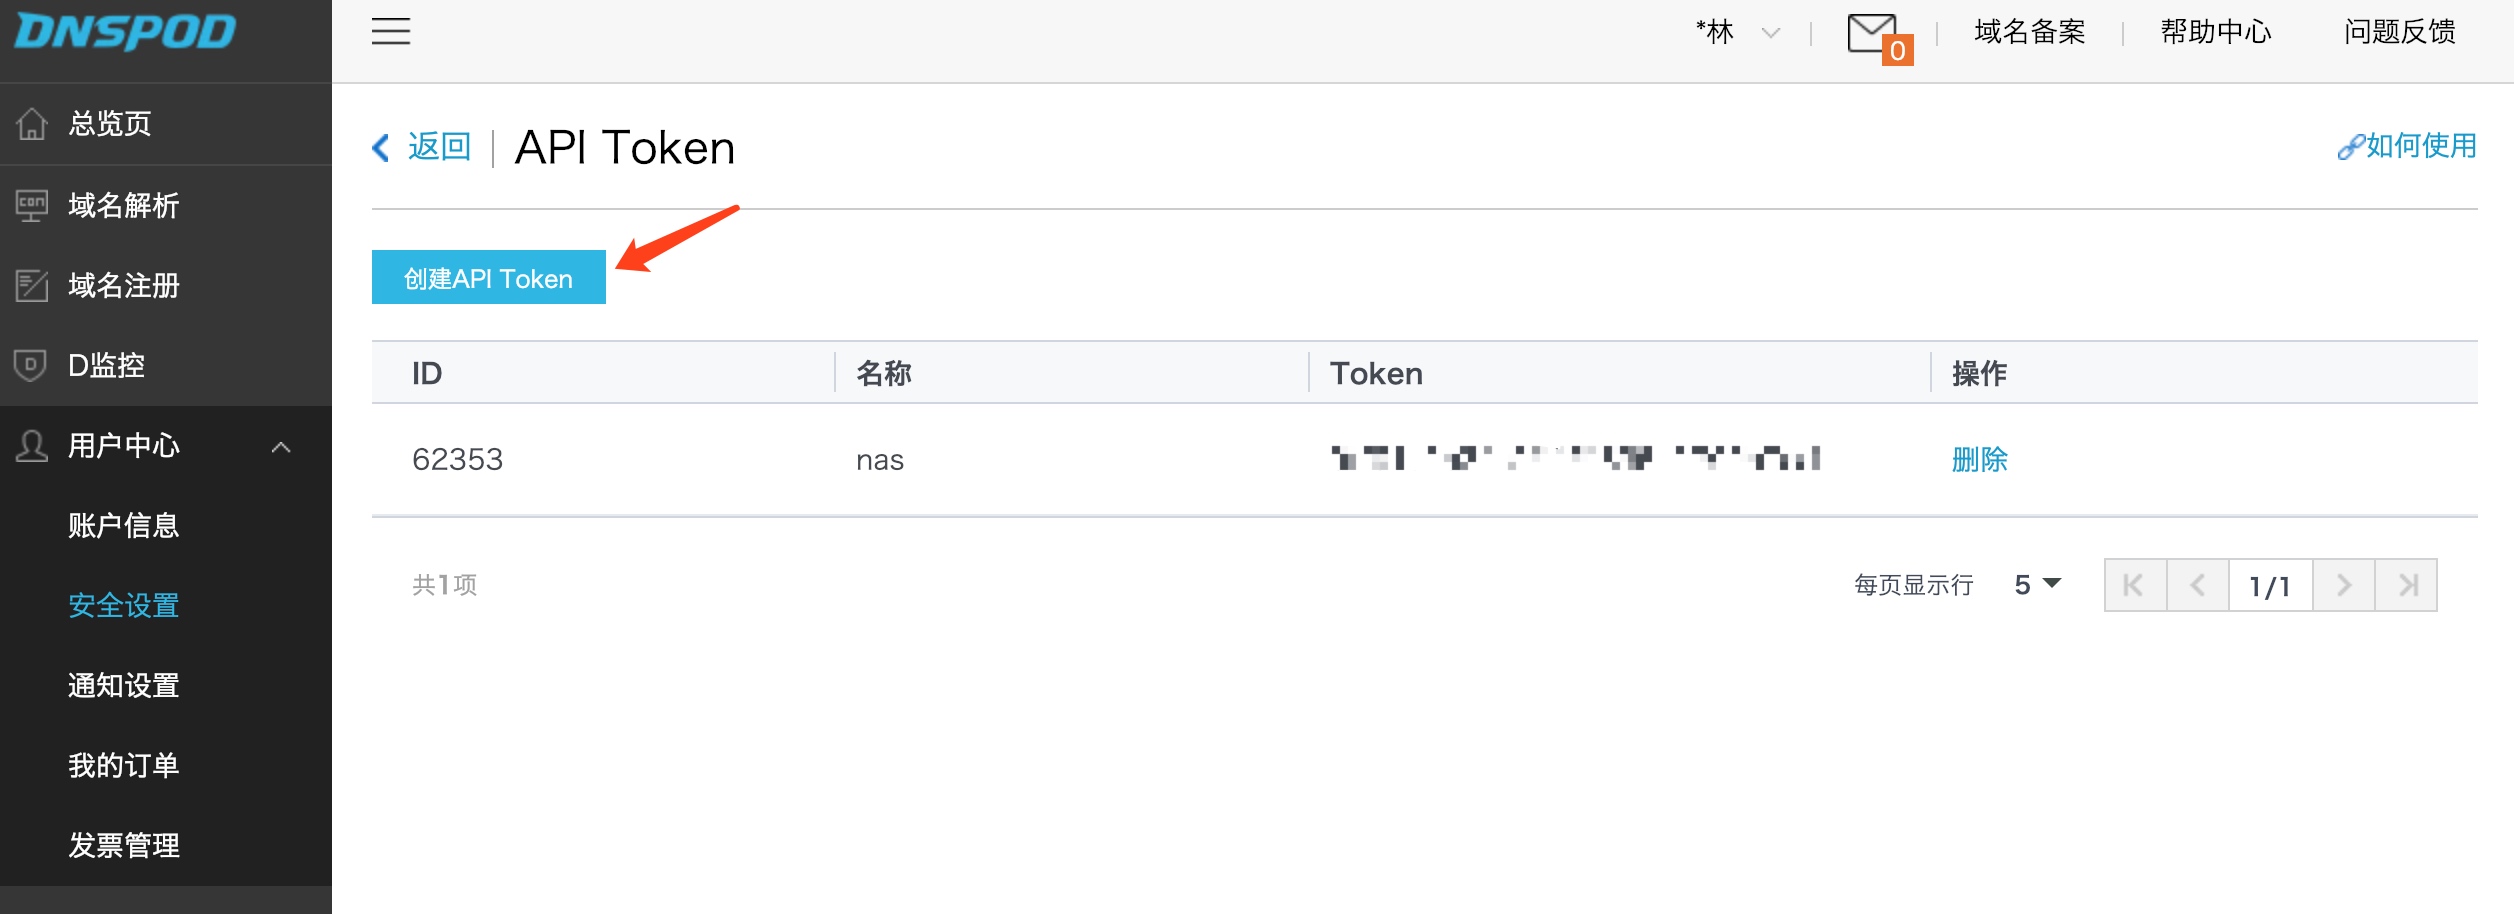 DNSPOD
*林
0
域名备案
帮助中心
问题反馈
总览页
域名解析
域名注册
D监控
用户中心
账户信息
安全设置
通知设置
我的订单
发票管理
返回
API Token
如何使用
创建API Token
ID 名称 Token 操作
62353 nas 删除
共1项
每页显示行 5
1/1